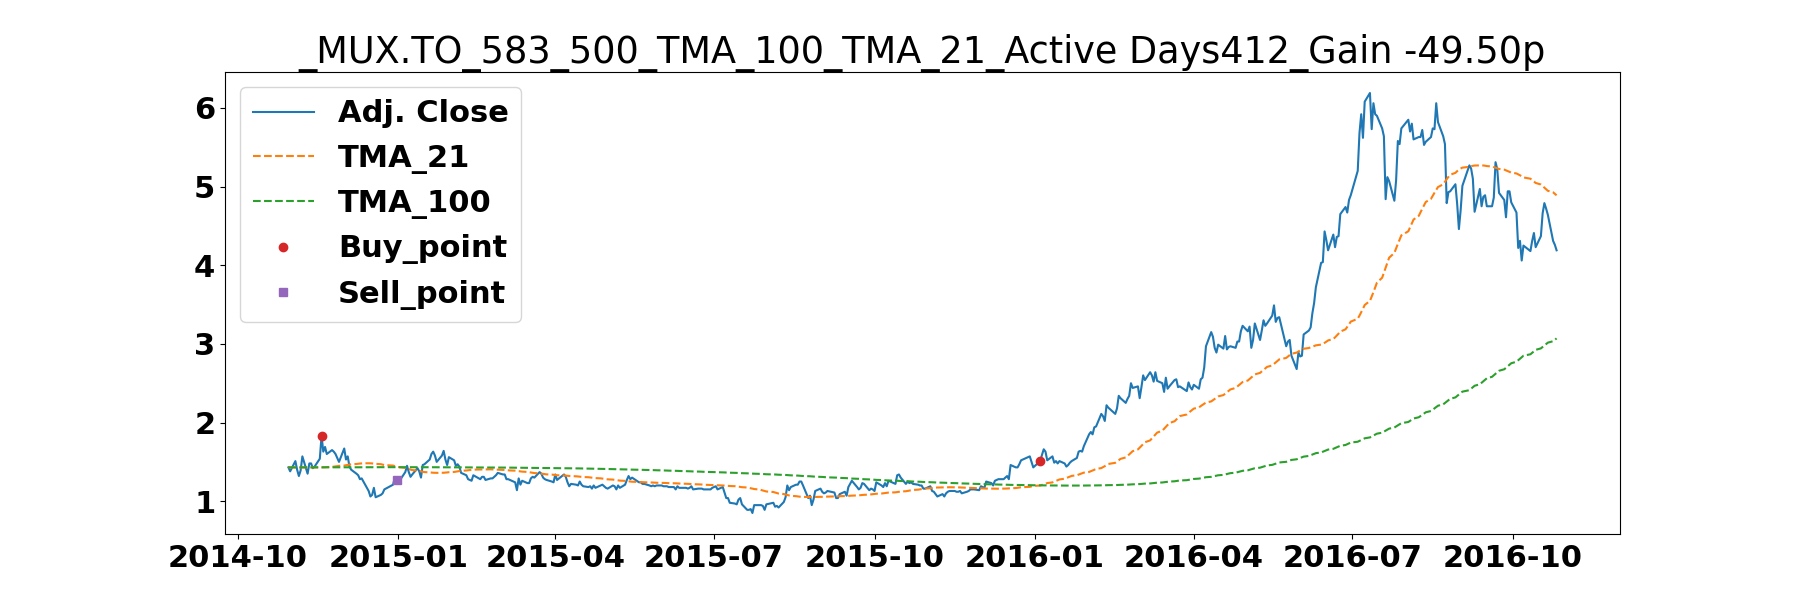 _MUX.TO_583_500_TMA_100_TMA_21_Active Days412_Gain -49.50p
Adj. Close
TMA_21
TMA_100
Buy_point
Sell_point
6
5
4
3
2
1
2014-10 2015-01 2015-04 2015-07 2015-10 2016-01 2016-04 2016-07 2016-10